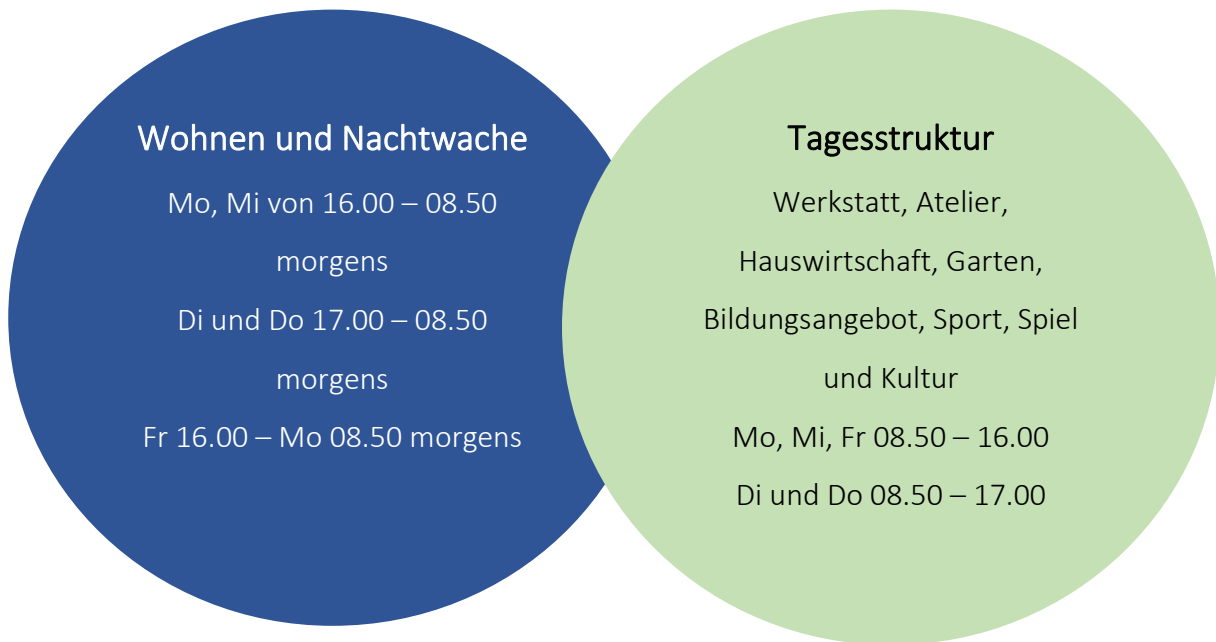 Wohnen und Nachtwache
Mo, Mi von 16.00 – 08.50
morgens
Di und Do 17.00 – 08.50
morgens
Fr 16.00 – Mo 08.50 morgens
Tagesstruktur
Werkstatt, Atelier,
Hauswirtschaft, Garten,
Bildungsangebot, Sport, Spiel
und Kultur
Mo, Mi, Fr 08.50 – 16.00
Di und Do 08.50 – 17.00